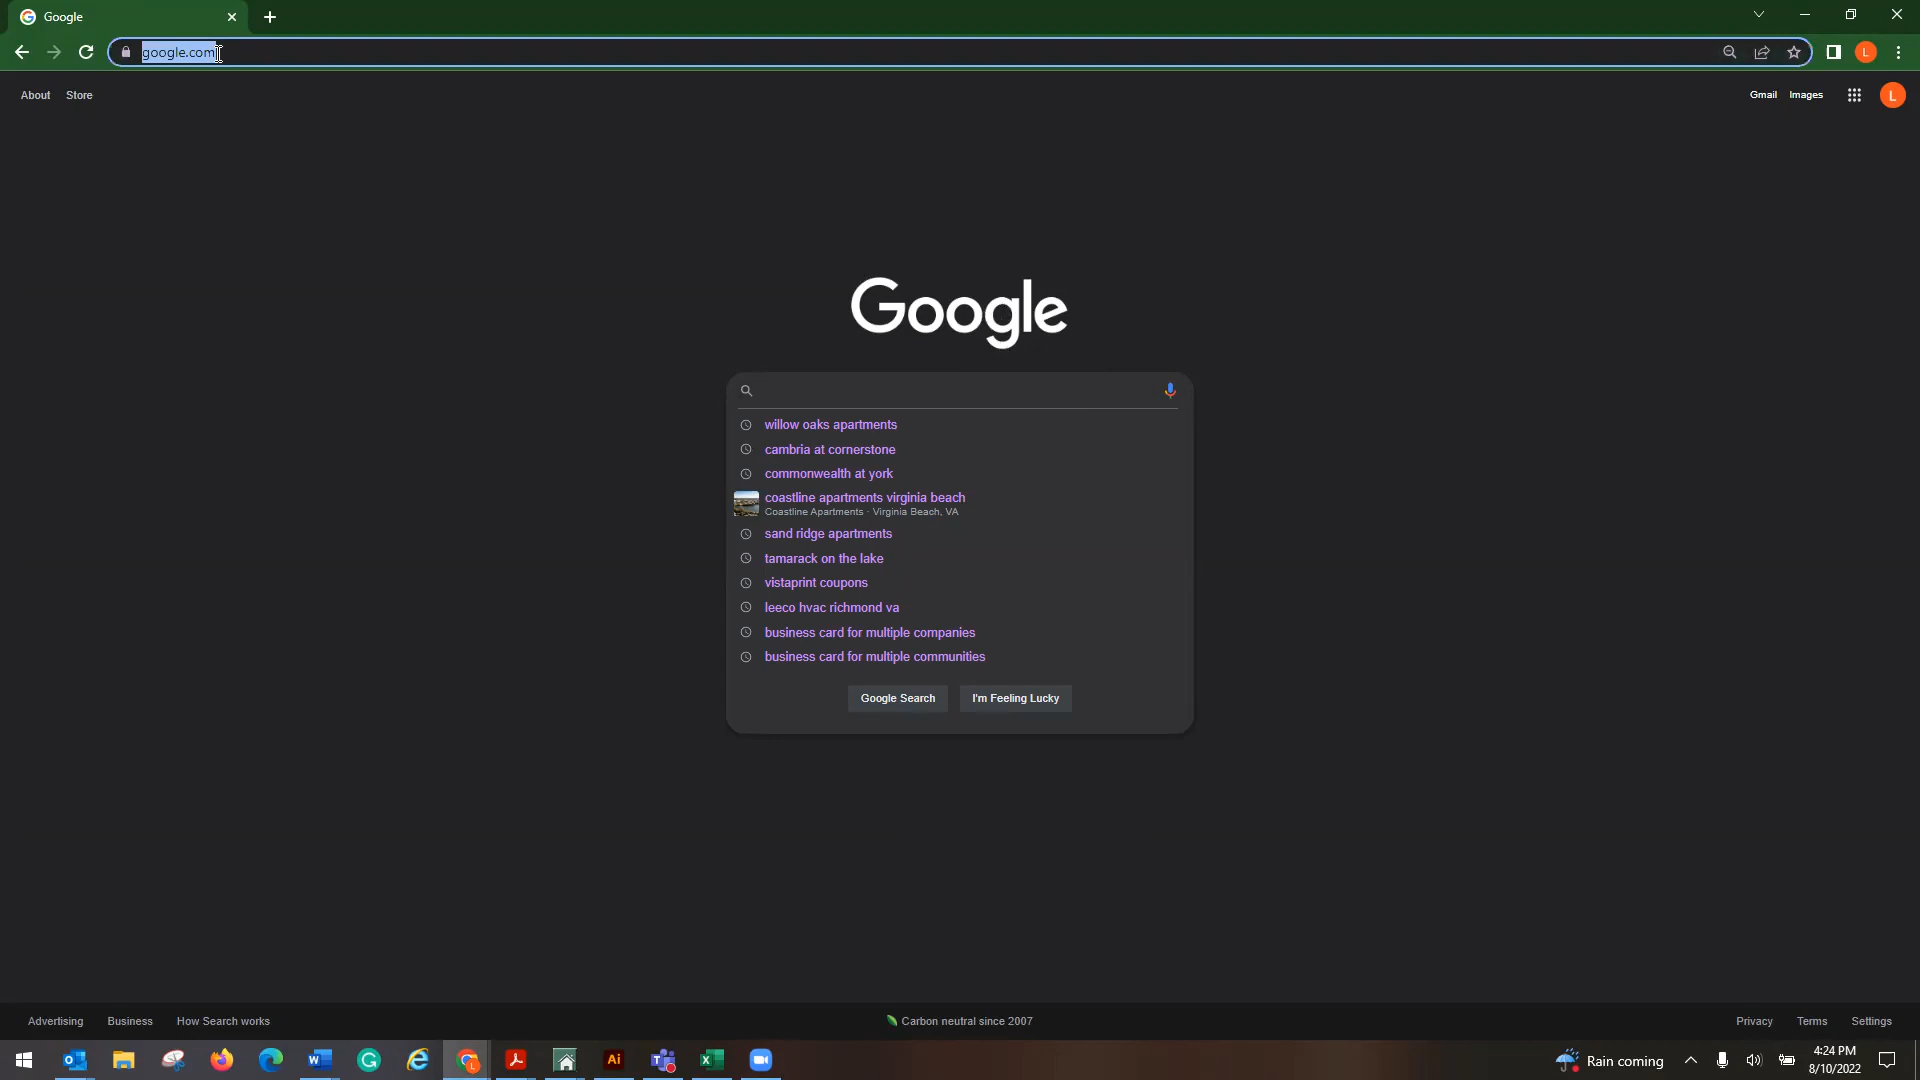 Google
google.com
L
About Store
Gmail Images
L
Google
willow oaks apartments
cambria at cornerstone
commonwealth at york
coastline apartments virginia beach
Coastline Apartments · Virginia Beach, VA
sand ridge apartments
tamarack on the lake
vistaprint coupons
leeco hvac richmond va
business card for multiple companies
business card for multiple communities
Google Search I'm Feeling Lucky
Advertising Business How Search works
Carbon neutral since 2007
Privacy Terms Settings
Rain coming
4:24 PM
8/10/2022